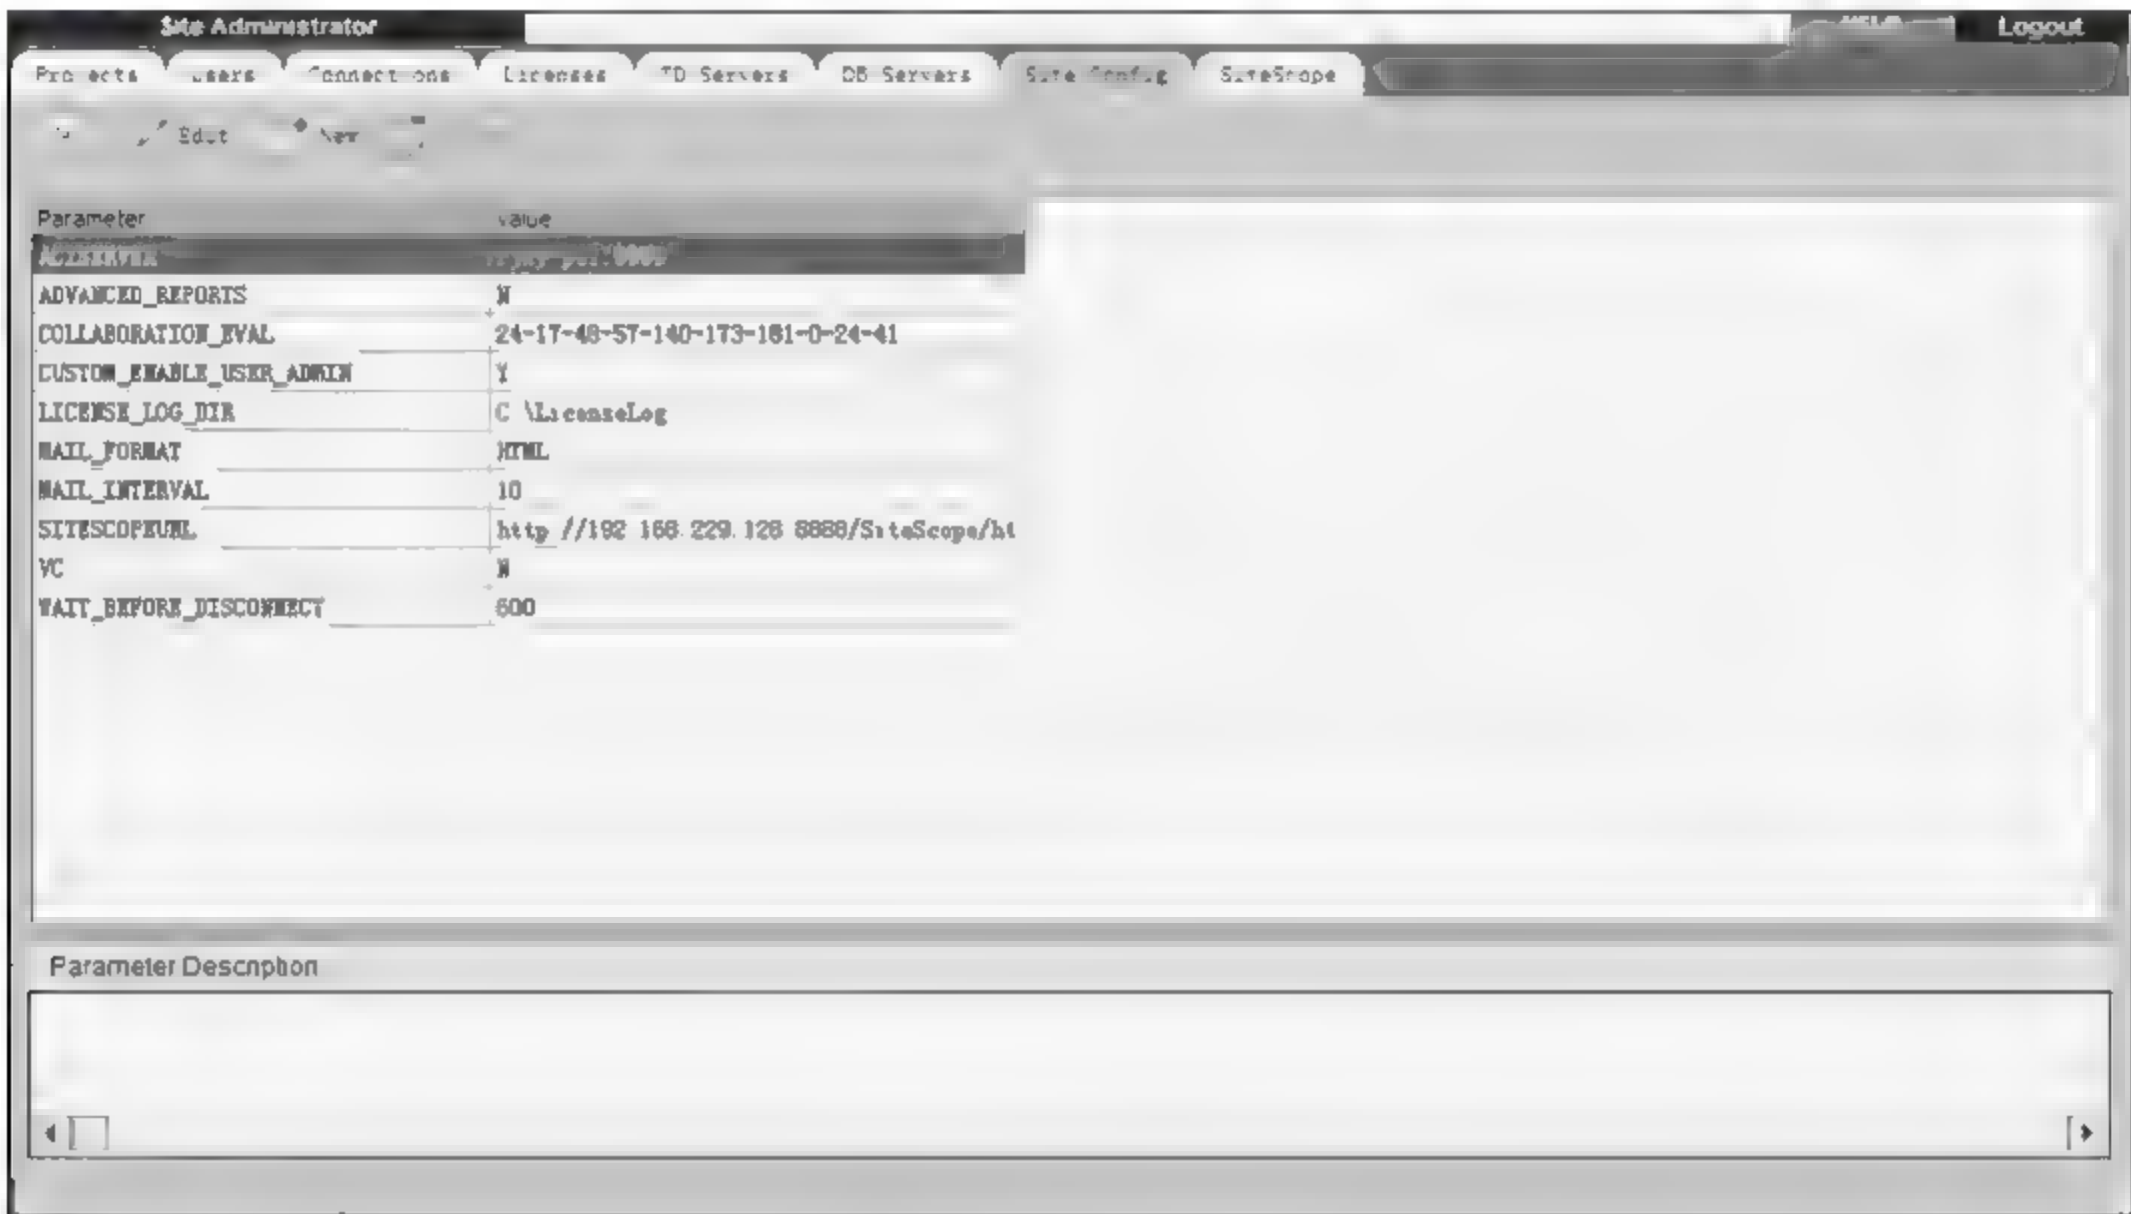 Site Administrator Logout
Projects Users Connections Licenses TD Servers DB Servers Site Config SiteScope
Edit New
Parameter Value
ADVANCED_REPORTS N
COLLABORATION_EVAL 24-17-48-57-140-173-181-0-24-41
CUSTOM_ENABLE_USER_ADMIN Y
LICENSE_LOG_DIR C \LicenseLog
MAIL_FORMAT HTML
MAIL_INTERVAL 10
SITESCOPEURL http //192 168.229.128 8888/SiteScope/ht
VC N
WAIT_BEFORE_DISCONNECT 600
Parameter Description